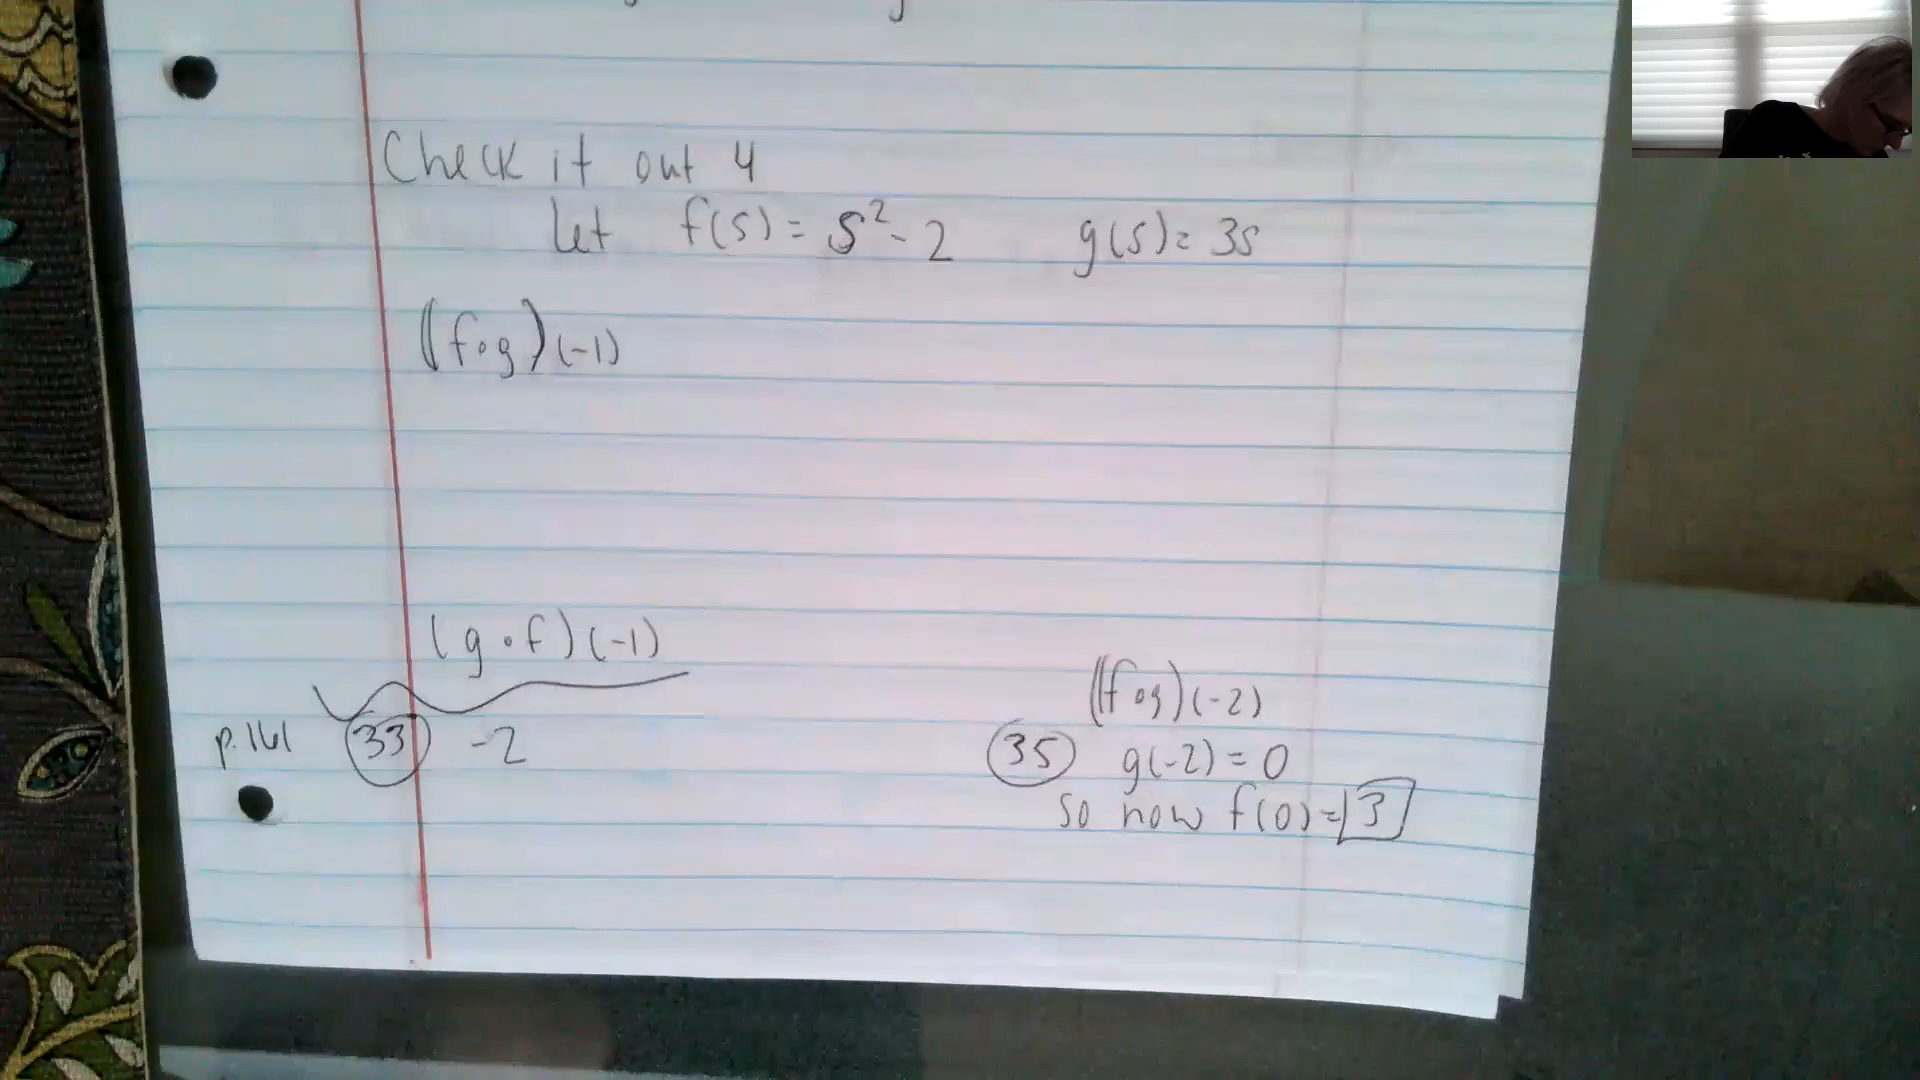 Check it out 4
Let f(s) = s² - 2 g(s) = 3s
(f∘g)(-1)
(g∘f)(-1)
p.161 33 -2
(f∘g)(-2)
35 g(-2) = 0
so now f(0) = 3